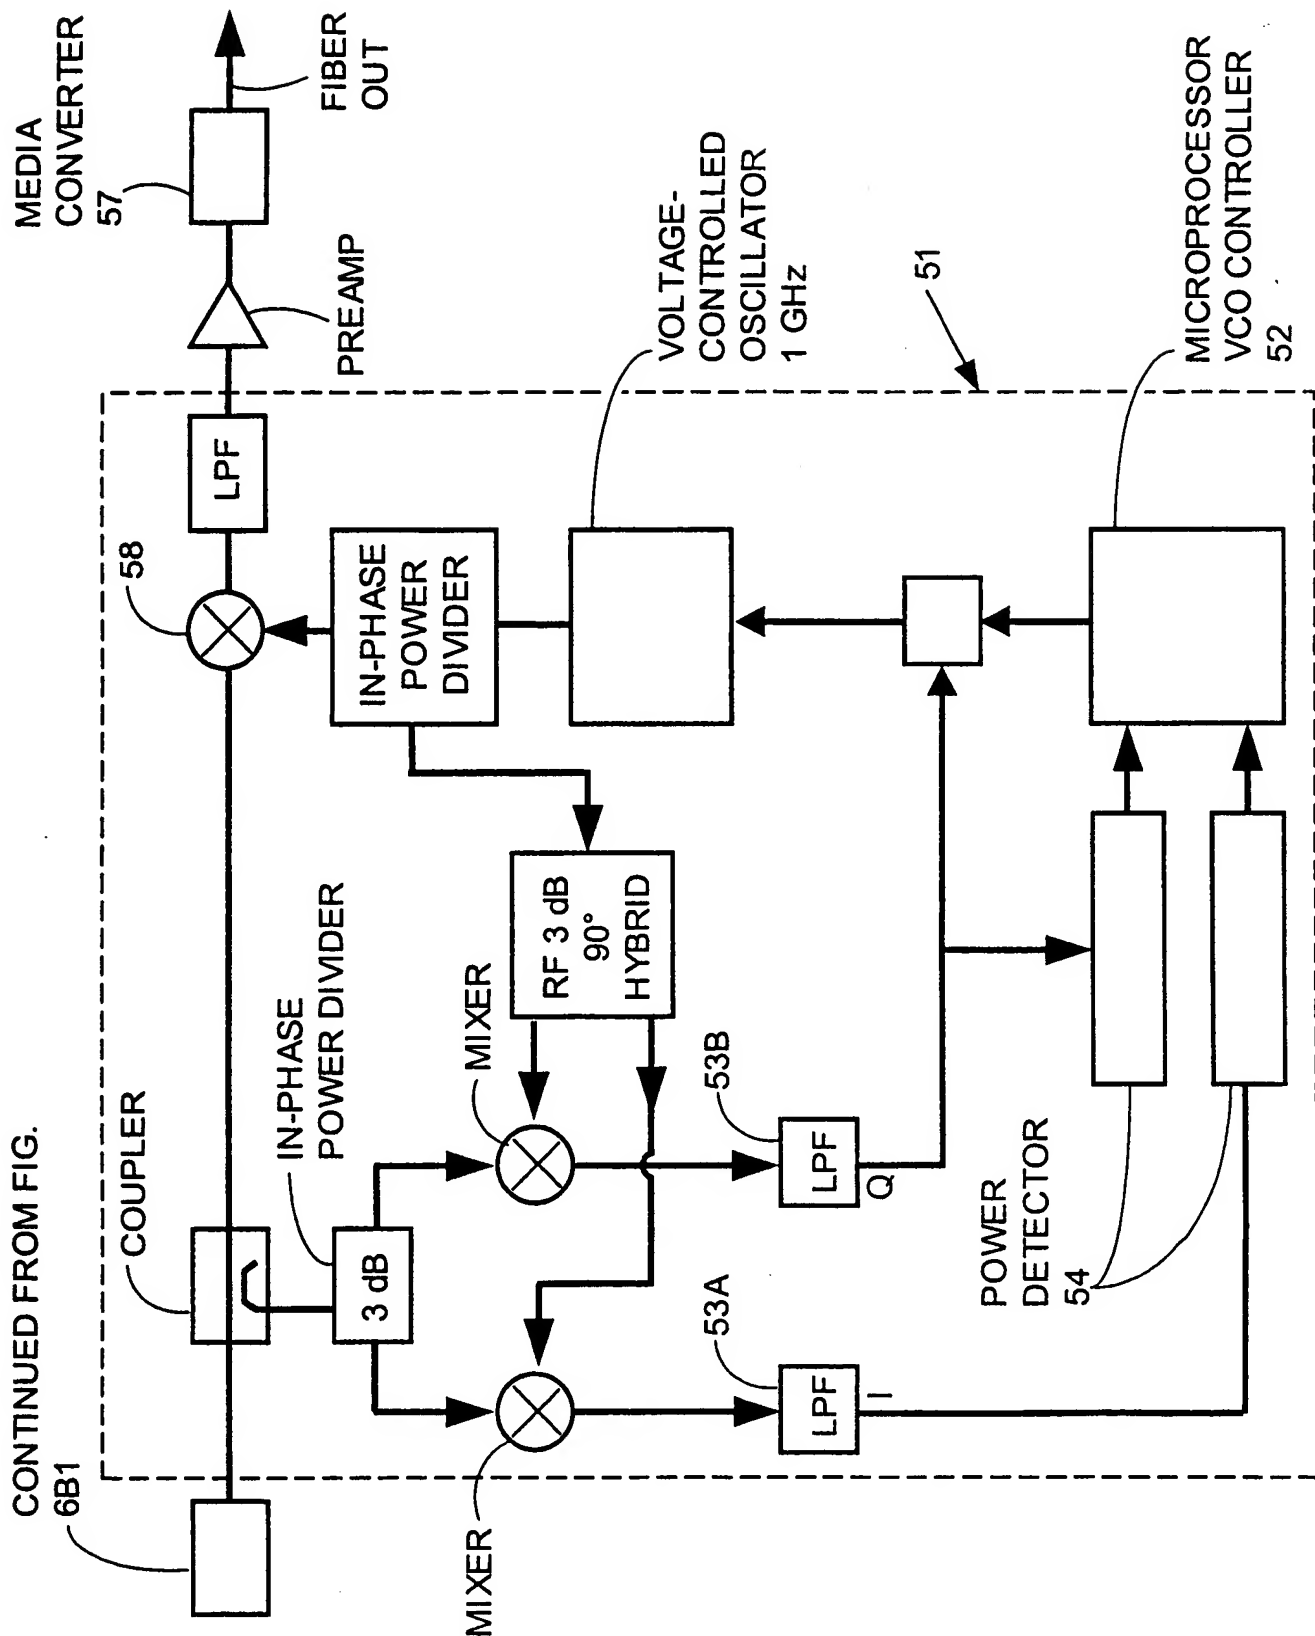 CONTINUED FROM FIG.
6B1
COUPLER
IN-PHASE
POWER DIVIDER
3 dB
MIXER
MIXER
RF 3 dB
90°
HYBRID
IN-PHASE
POWER
DIVIDER
58
LPF
PREAMP
MEDIA
CONVERTER
57
FIBER
OUT
VOLTAGE-
CONTROLLED
OSCILLATOR
1 GHz
51
MICROPROCESSOR
VCO CONTROLLER
52
53A
LPF
I
53B
LPF
Q
POWER
DETECTOR
54